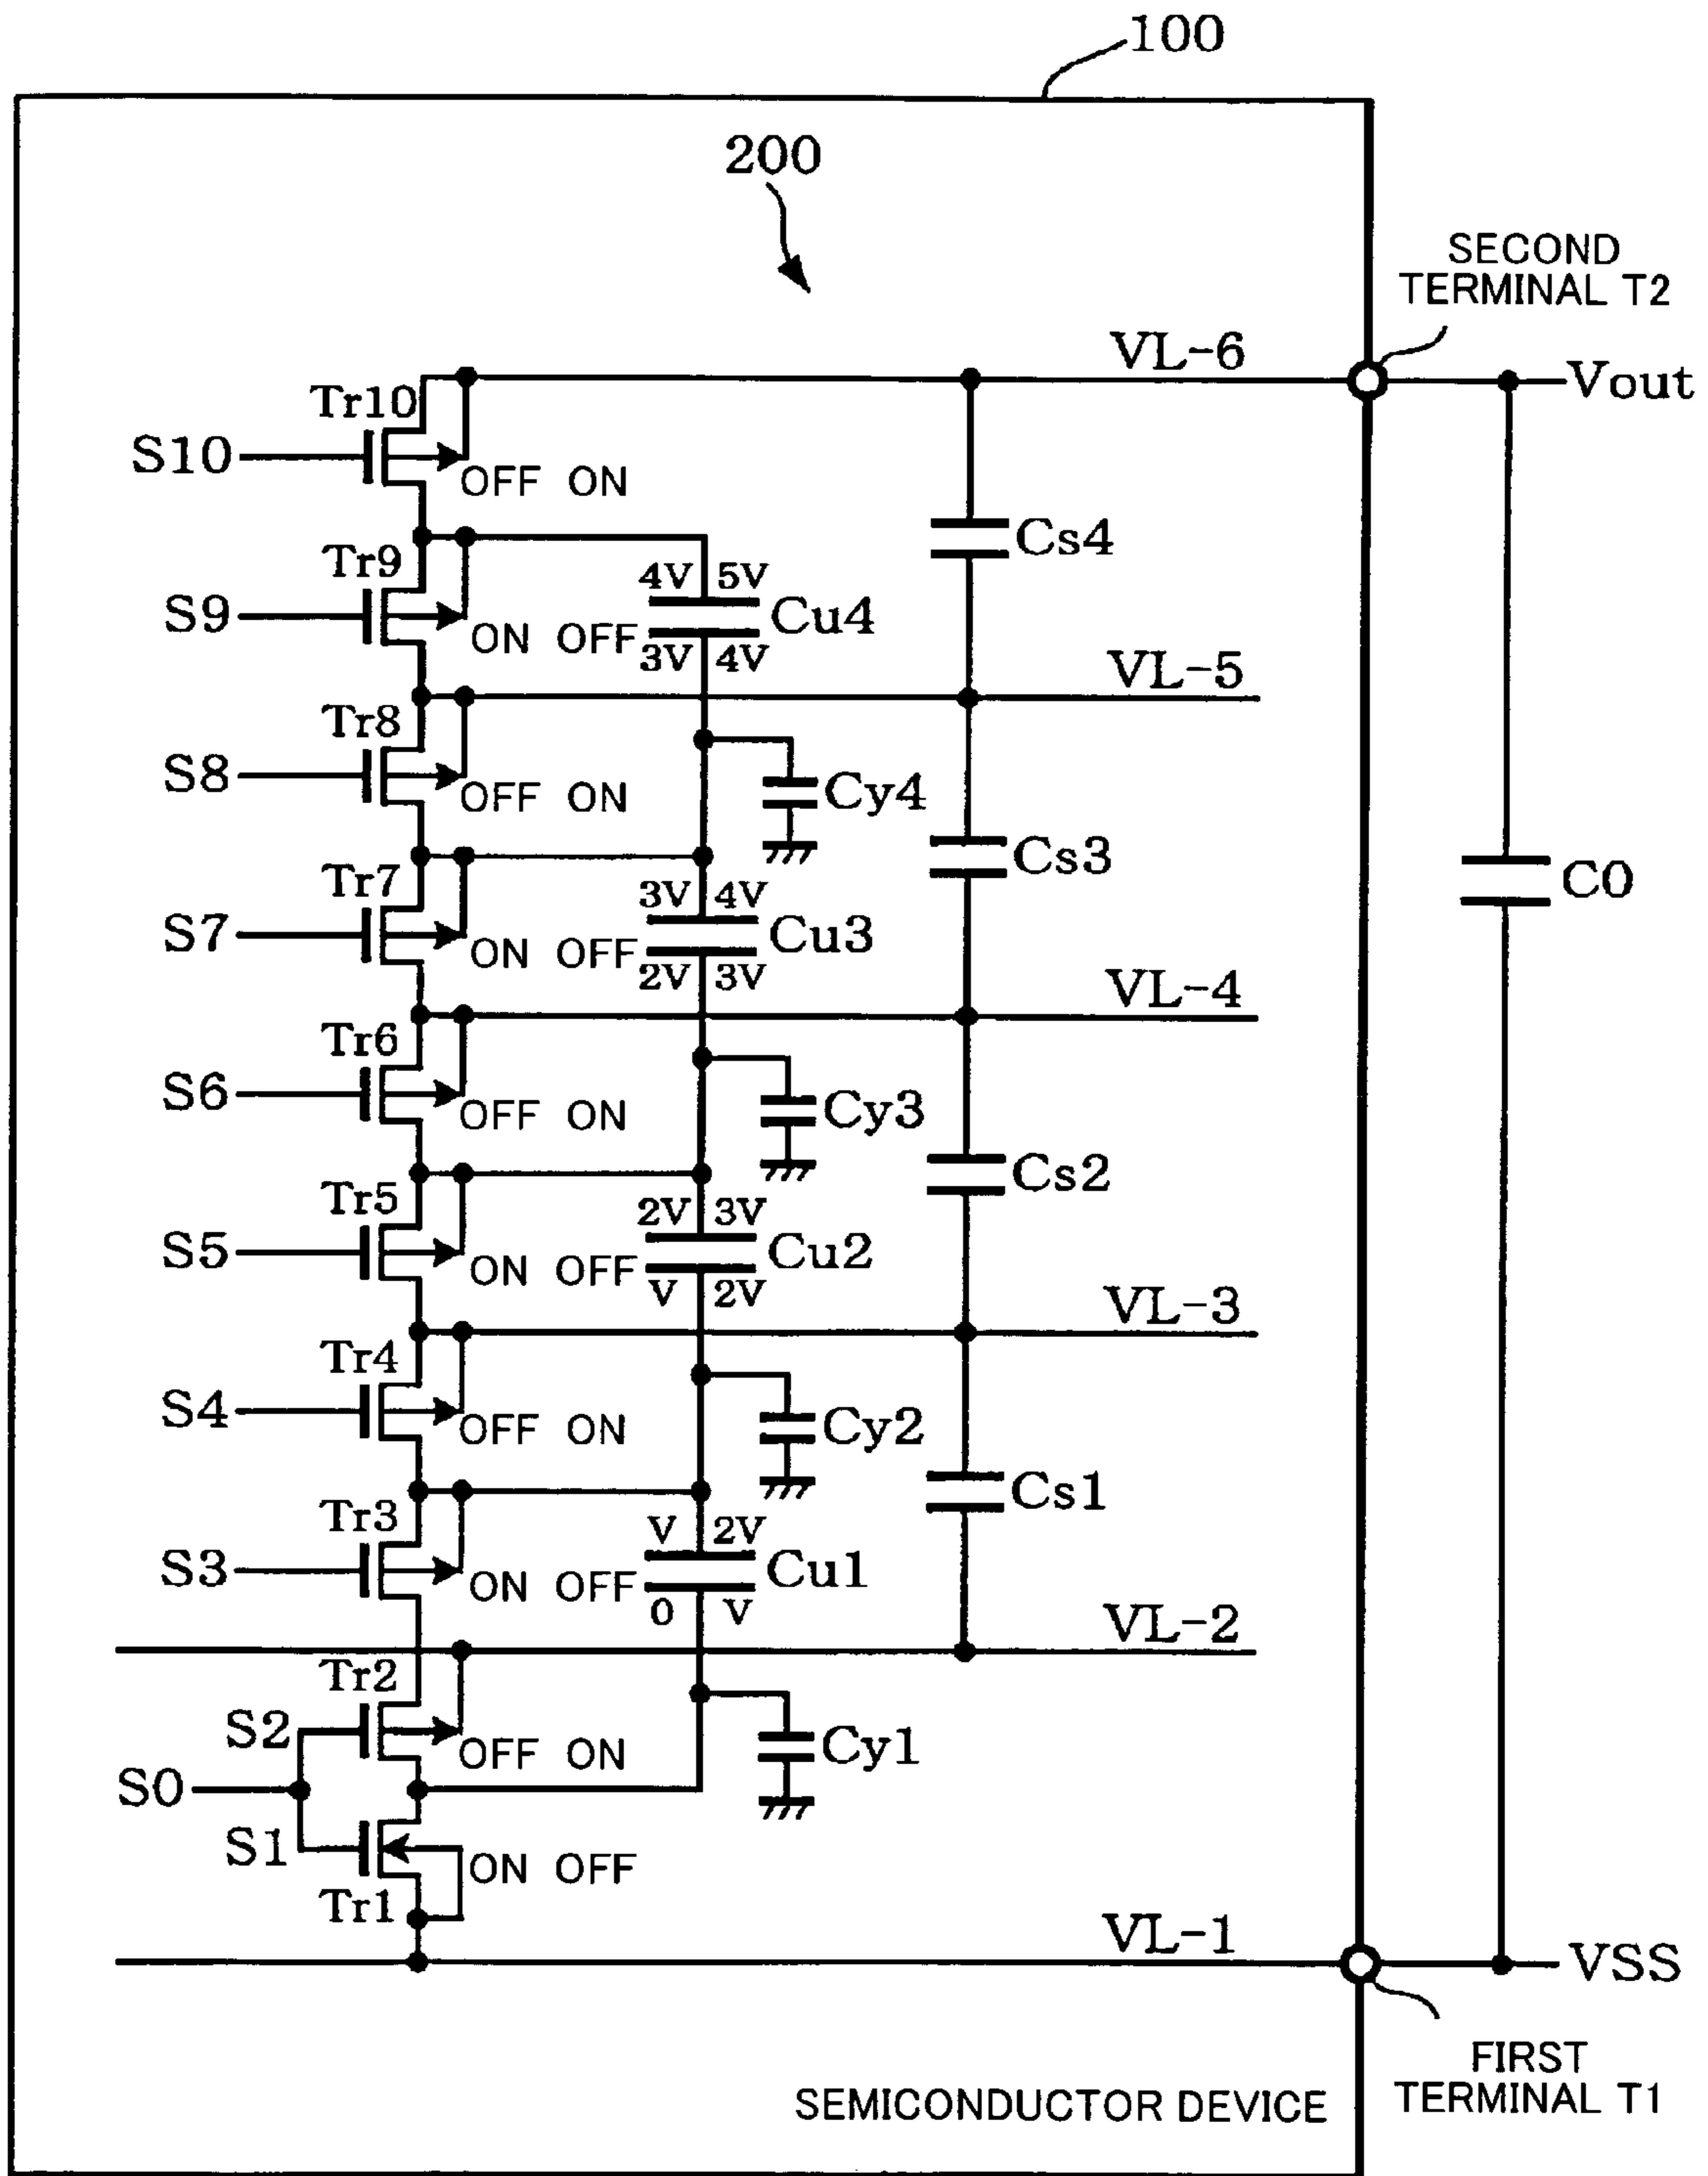 100
200
SECOND
TERMINAL T2
VL-6
Vout
Tr10
S10
OFF ON
Cs4
Tr9
4V 5V
S9
Cu4
ON OFF
3V 4V
VL-5
Tr8
S8
OFF ON
Cy4
Cs3
Tr7
C0
3V 4V
S7
Cu3
ON OFF
2V 3V
VL-4
Tr6
S6
OFF ON
Cy3
Cs2
Tr5
2V 3V
S5
Cu2
ON OFF
V 2V
VL-3
Tr4
S4
OFF ON
Cy2
Cs1
Tr3
V 2V
S3
Cu1
ON OFF
0 V
VL-2
Tr2
S2
OFF ON
Cy1
S0
S1
ON OFF
Tr1
VL-1
VSS
FIRST
TERMINAL T1
SEMICONDUCTOR DEVICE